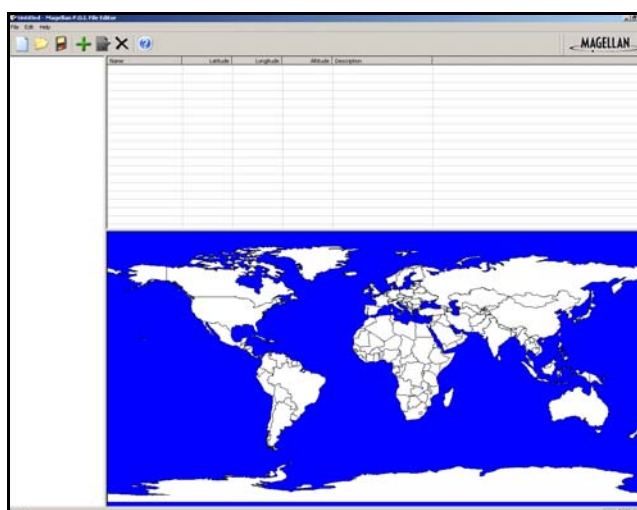 Untitled - Magellan P.O.I. File Editor
File Edit Help
MAGELLAN
Name Latitude Longitude Altitude Description